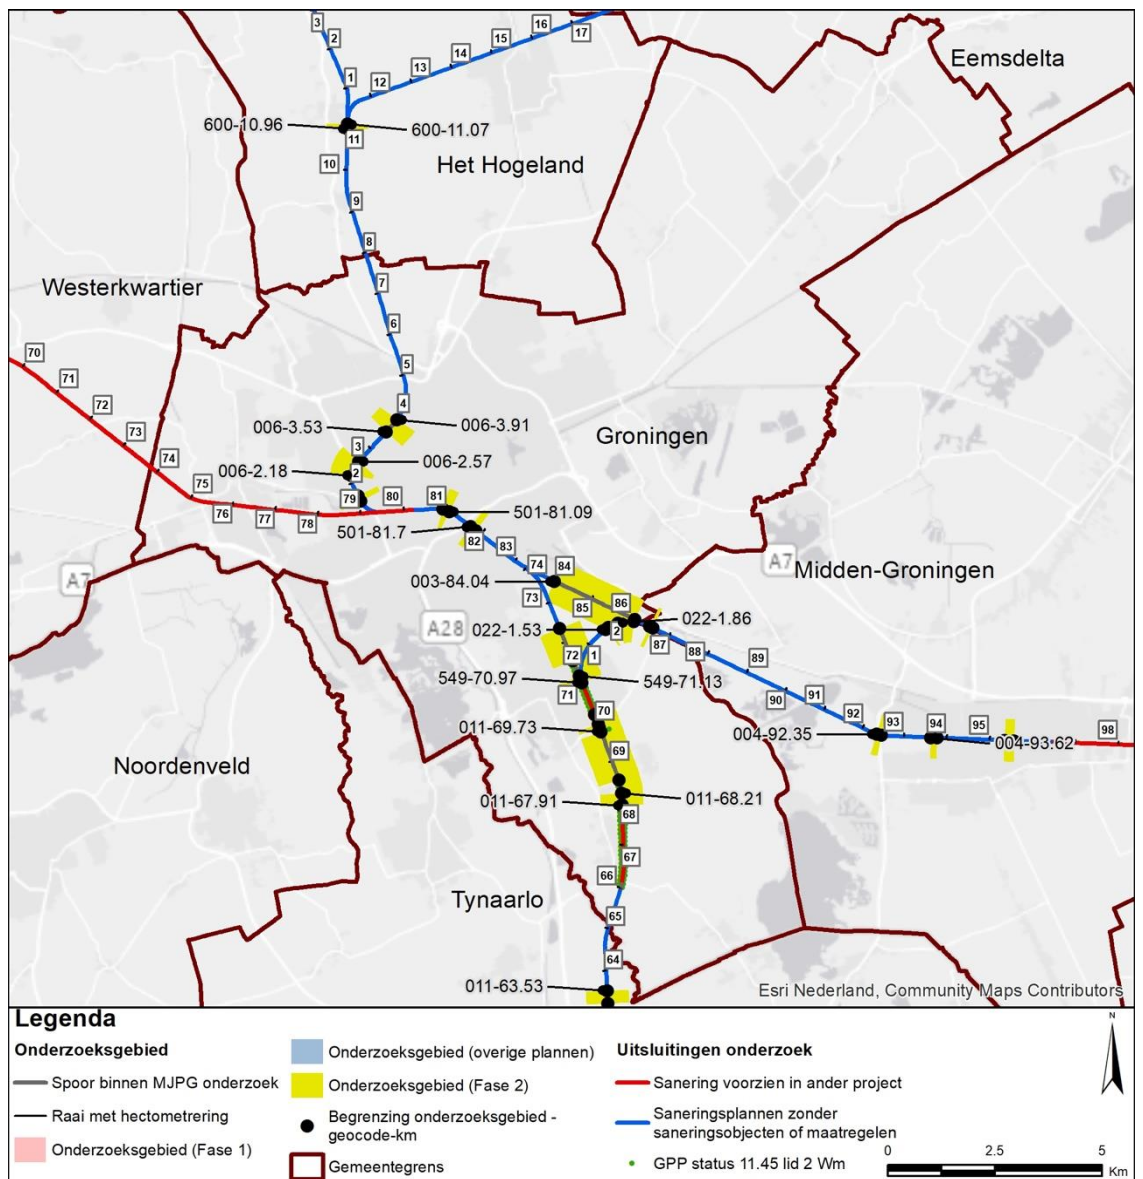 3
2
1
16
17
15
14
13
12
Eemsdelta
600-10.96
600-11.07
11
10
Het Hogeland
9
8
Westerkwartier
7
6
5
70
71
72
73
74
75
76
77
78
79
80
4
006-3.53
006-3.91
3
Groningen
006-2.18
006-2.57
2
81
501-81.09
501-81.7
82
83
74
84
A7
A7
Midden-Groningen
003-84.04
73
85
86
A28
022-1.53
2
022-1.86
87
88
89
72
1
549-70.97
549-71.13
71
90
91
92
93
94
95
98
70
011-69.73
004-92.35
004-93.62
69
Noordenveld
011-67.91
011-68.21
68
67
66
Tynaarlo
65
64
011-63.53
Esri Nederland, Community Maps Contributors
Legenda
Onderzoeksgebied
Spoor binnen MJPG onderzoek
Raai met hectometrering
Onderzoeksgebied (Fase 1)
Onderzoeksgebied (overige plannen)
Onderzoeksgebied (Fase 2)
Begrenzing onderzoeksgebied -
geocode-km
Gemeentegrens
Uitsluitingen onderzoek
Sanering voorzien in ander project
Saneringsplannen zonder
saneringsobjecten of maatregelen
GPP status 11.45 lid 2 Wm
N
0 2.5 5
Km